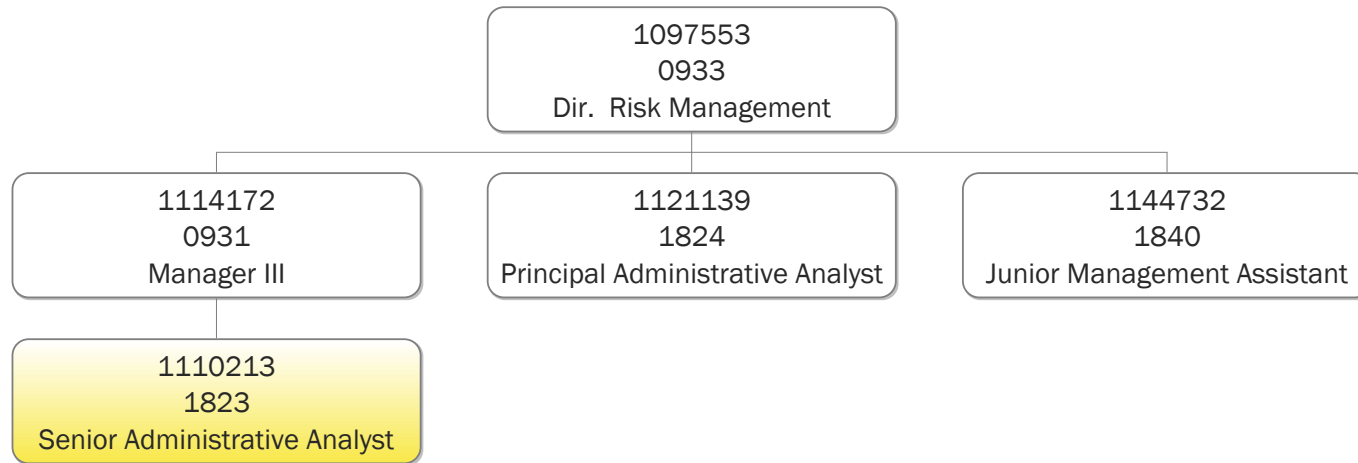 1097553
0933
Dir. Risk Management
1114172
0931
Manager III
1121139
1824
Principal Administrative Analyst
1144732
1840
Junior Management Assistant
1110213
1823
Senior Administrative Analyst